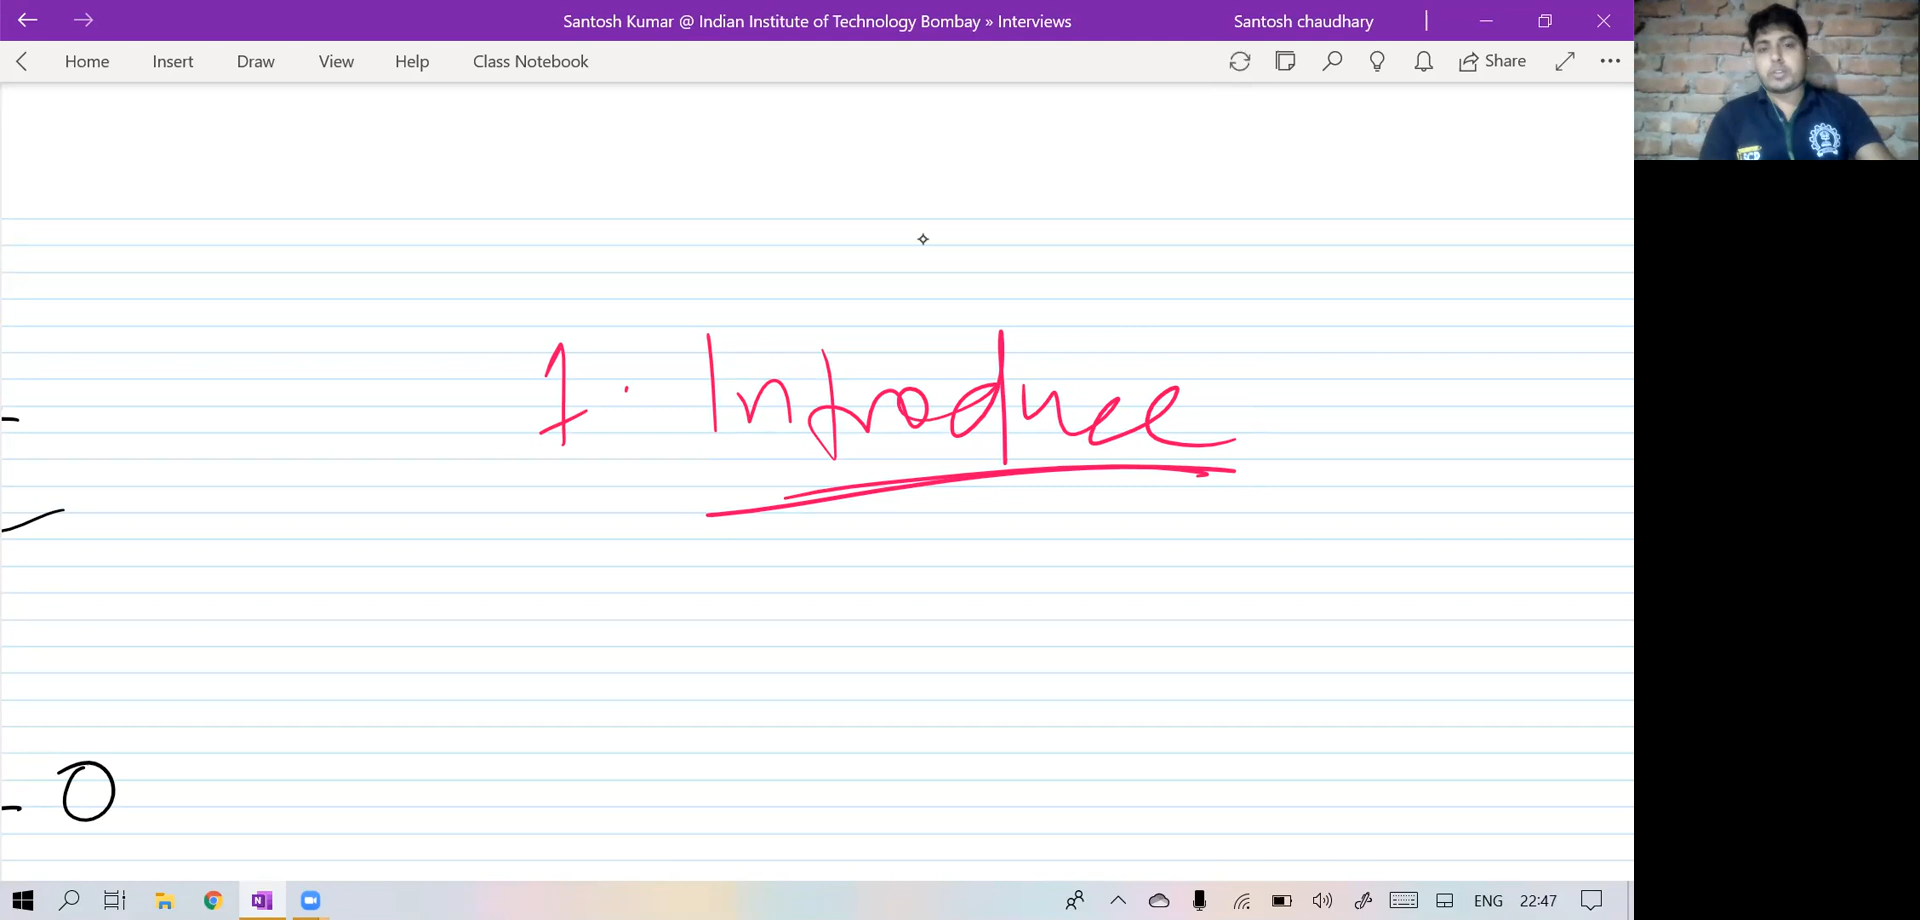 Santosh Kumar @ Indian Institute of Technology Bombay » Interviews
Santosh chaudhary
Home Insert Draw View Help Class Notebook
Share
1. Introduce
- O
ENG 22:47